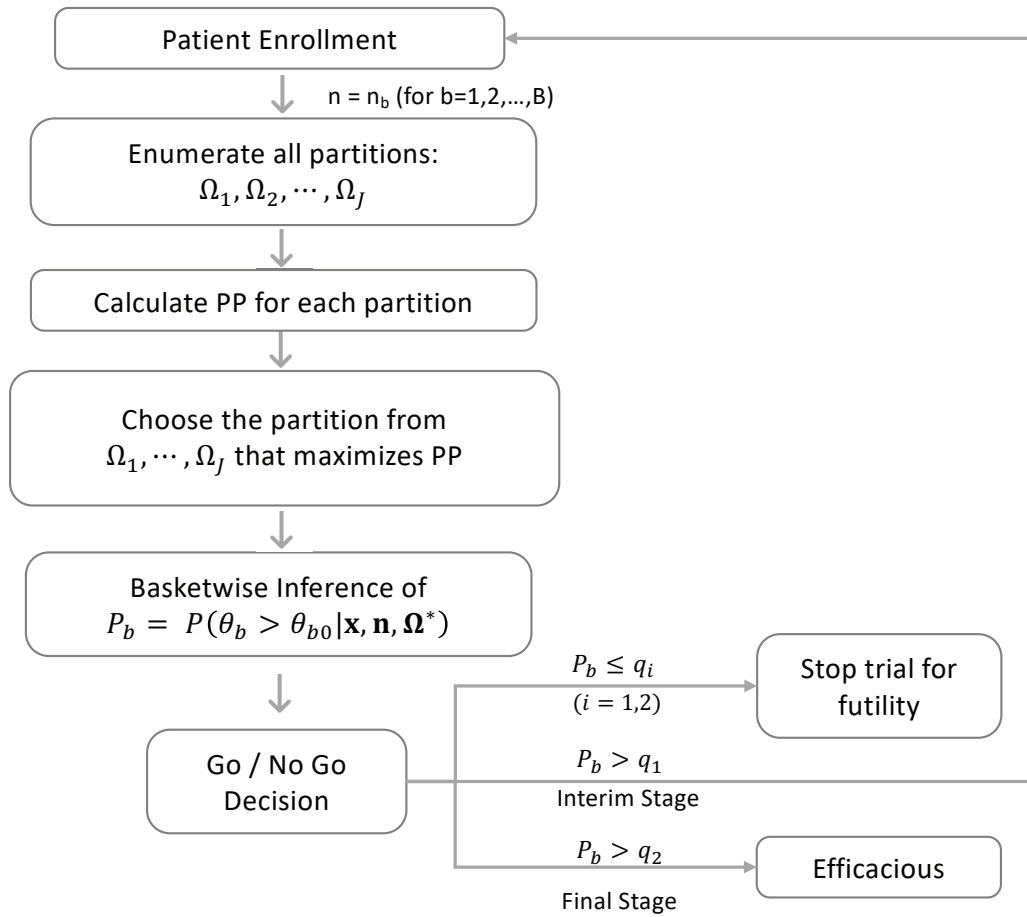 Patient Enrollment
n = n_b (for b=1,2,...,B)
Enumerate all partitions:
Ω_1, Ω_2, ⋯ , Ω_J
Calculate PP for each partition
Choose the partition from
Ω_1, ⋯ , Ω_J that maximizes PP
Basketwise Inference of
P_b = P(θ_b > θ_b0|x, n, Ω*)
Go / No Go
Decision
P_b ≤ q_i
(i = 1,2)
Stop trial for
futility
P_b > q_1
Interim Stage
P_b > q_2
Final Stage
Efficacious